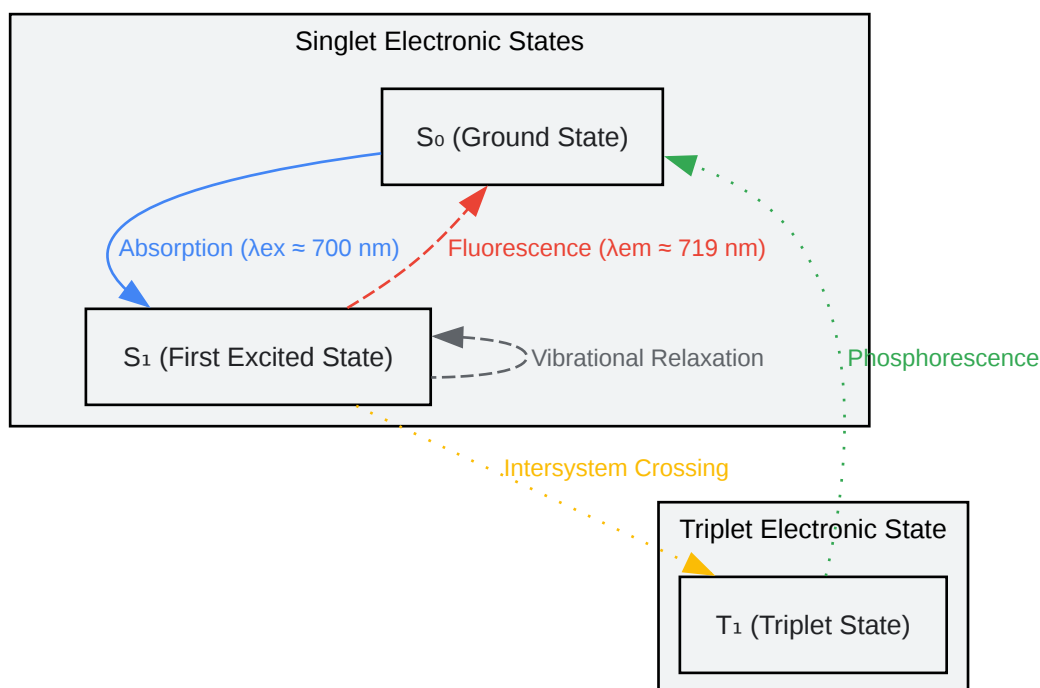 Singlet Electronic States
S₀ (Ground State)
Absorption (λex ≈ 700 nm)
Fluorescence (λem ≈ 719 nm)
S₁ (First Excited State)
Vibrational Relaxation
Phosphorescence
Intersystem Crossing
Triplet Electronic State
T₁ (Triplet State)